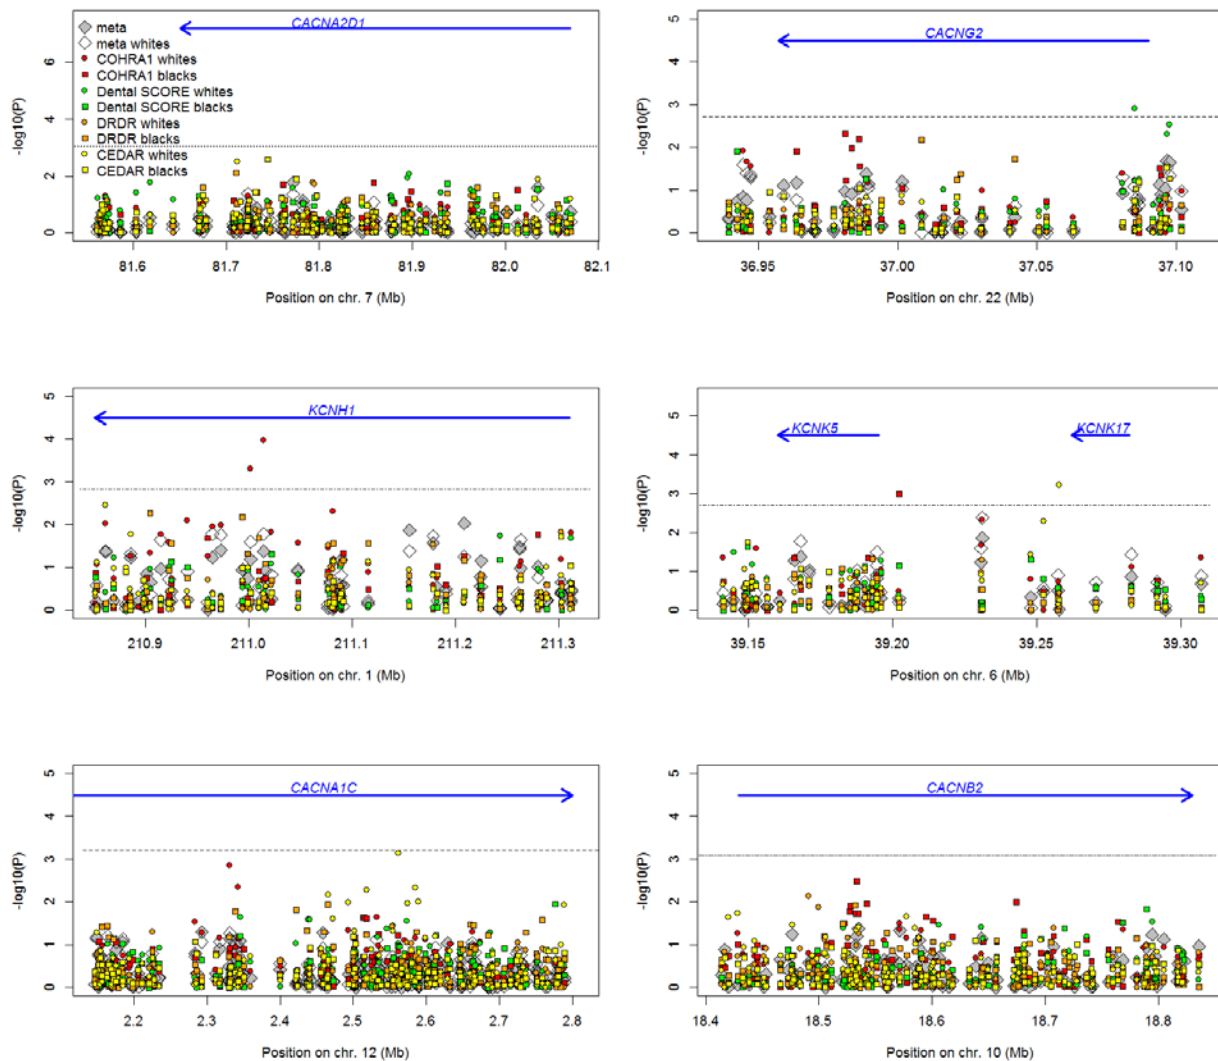 CACNA2D1
meta
meta whites
COHRA1 whites
COHRA1 blacks
Dental SCORE whites
Dental SCORE blacks
DRDR whites
DRDR blacks
CEDAR whites
CEDAR blacks
-log10(P)
6
4
2
0
81.6 81.7 81.8 81.9 82.0 82.1
Position on chr. 7 (Mb)
CACNG2
-log10(P)
5
4
3
2
1
0
36.95 37.00 37.05 37.10
Position on chr. 22 (Mb)
KCNH1
-log10(P)
5
4
3
2
1
0
210.9 211.0 211.1 211.2 211.3
Position on chr. 1 (Mb)
KCNK5 KCNK17
-log10(P)
5
4
3
2
1
0
39.15 39.20 39.25 39.30
Position on chr. 6 (Mb)
CACNA1C
-log10(P)
5
4
3
2
1
0
2.2 2.3 2.4 2.5 2.6 2.7 2.8
Position on chr. 12 (Mb)
CACNB2
-log10(P)
5
4
3
2
1
0
18.4 18.5 18.6 18.7 18.8
Position on chr. 10 (Mb)